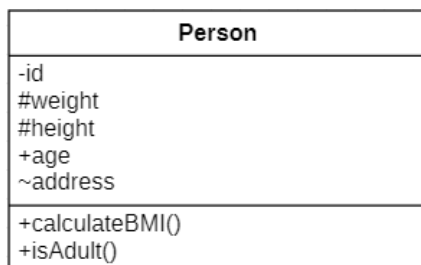 Person
-id
#weight
#height
+age
~address
+calculateBMI()
+isAdult()